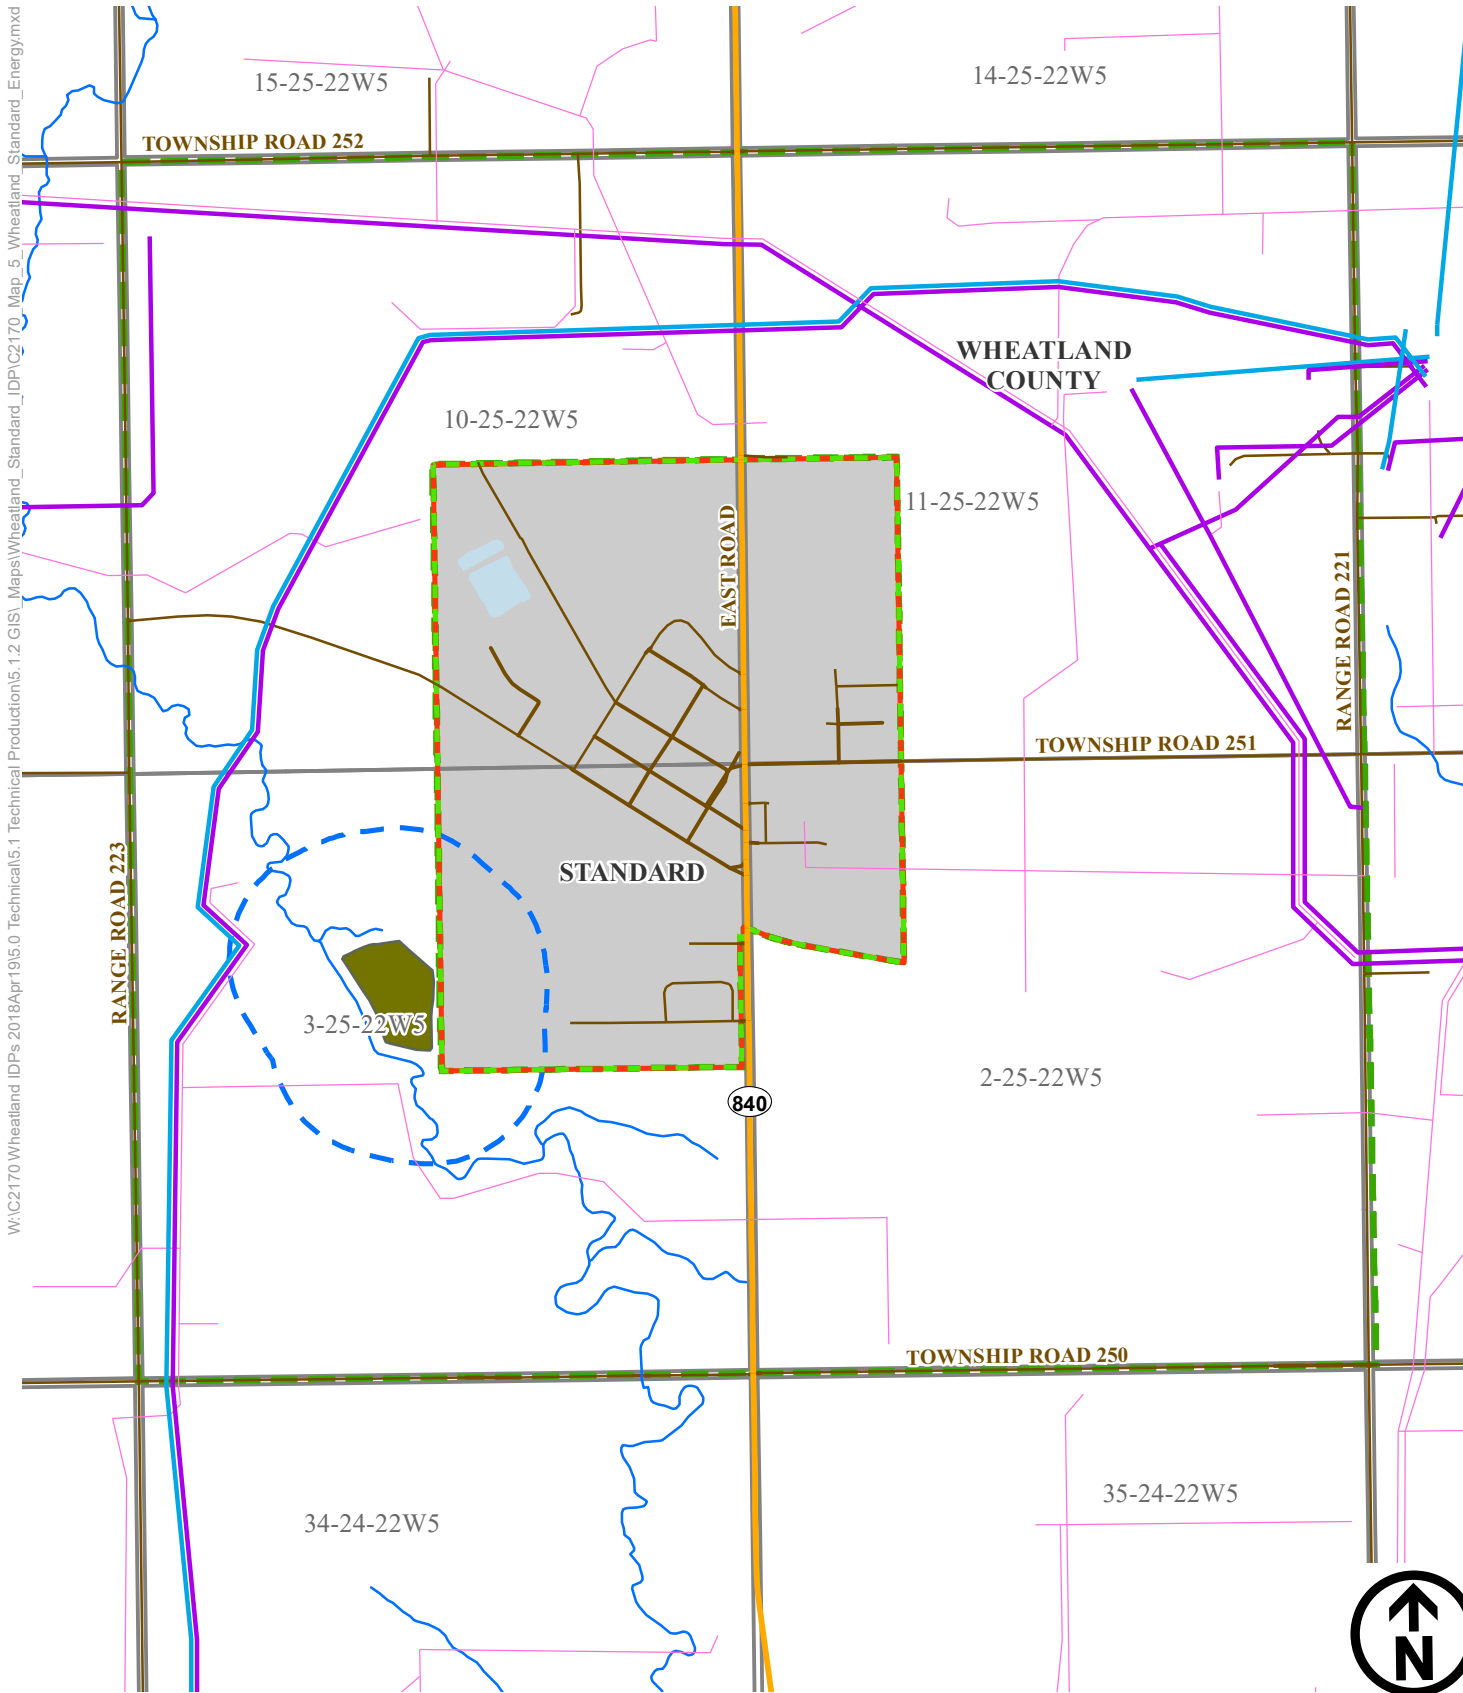 W:\C2170 Wheatland IDPs 2018Apr19\5.0 Technical\5.1 Technical Production\5.1.2 GIS\_Maps\Wheatland_Standard_IDP\C2170_Map_5_Wheatland_Standard_Energy.mxd
15-25-22W5
14-25-22W5
TOWNSHIP ROAD 252
WHEATLAND
COUNTY
10-25-22W5
11-25-22W5
EAST ROAD
RANGE ROAD 221
TOWNSHIP ROAD 251
STANDARD
RANGE ROAD 223
3-25-22W5
2-25-22W5
840
TOWNSHIP ROAD 250
35-24-22W5
34-24-22W5
N